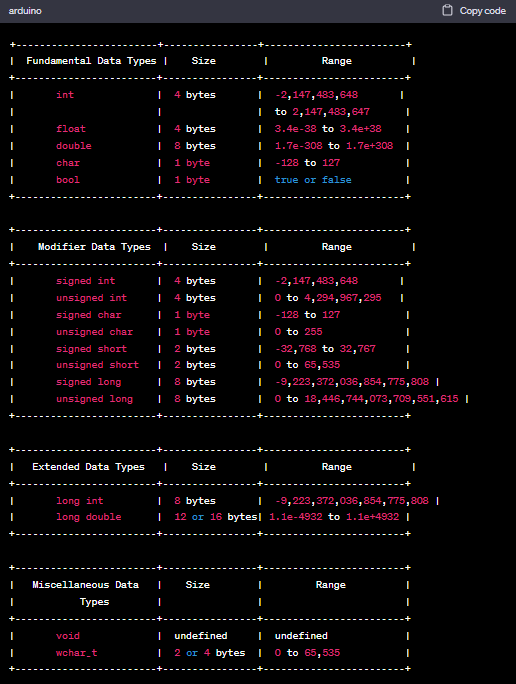 arduino Copy code
+------------------------+----------------+------------------------+
| Fundamental Data Types | Size | Range |
+------------------------+----------------+------------------------+
| int | 4 bytes | -2,147,483,648 |
| | | to 2,147,483,647 |
| float | 4 bytes | 3.4e-38 to 3.4e+38 |
| double | 8 bytes | 1.7e-308 to 1.7e+308 |
| char | 1 byte | -128 to 127 |
| bool | 1 byte | true or false |
+------------------------+----------------+------------------------+
+------------------------+----------------+------------------------+
| Modifier Data Types | Size | Range |
+------------------------+----------------+------------------------+
| signed int | 4 bytes | -2,147,483,648 |
| unsigned int | 4 bytes | 0 to 4,294,967,295 |
| signed char | 1 byte | -128 to 127 |
| unsigned char | 1 byte | 0 to 255 |
| signed short | 2 bytes | -32,768 to 32,767 |
| unsigned short | 2 bytes | 0 to 65,535 |
| signed long | 8 bytes | -9,223,372,036,854,775,808 |
| unsigned long | 8 bytes | 0 to 18,446,744,073,709,551,615 |
+------------------------+----------------+------------------------+
+------------------------+----------------+------------------------+
| Extended Data Types | Size | Range |
+------------------------+----------------+------------------------+
| long int | 8 bytes | -9,223,372,036,854,775,808 |
| long double | 12 or 16 bytes| 1.1e-4932 to 1.1e+4932 |
+------------------------+----------------+------------------------+
+------------------------+----------------+------------------------+
| Miscellaneous Data | Size | Range |
| Types | | |
+------------------------+----------------+------------------------+
| void | undefined | undefined |
| wchar_t | 2 or 4 bytes | 0 to 65,535 |
+------------------------+----------------+------------------------+